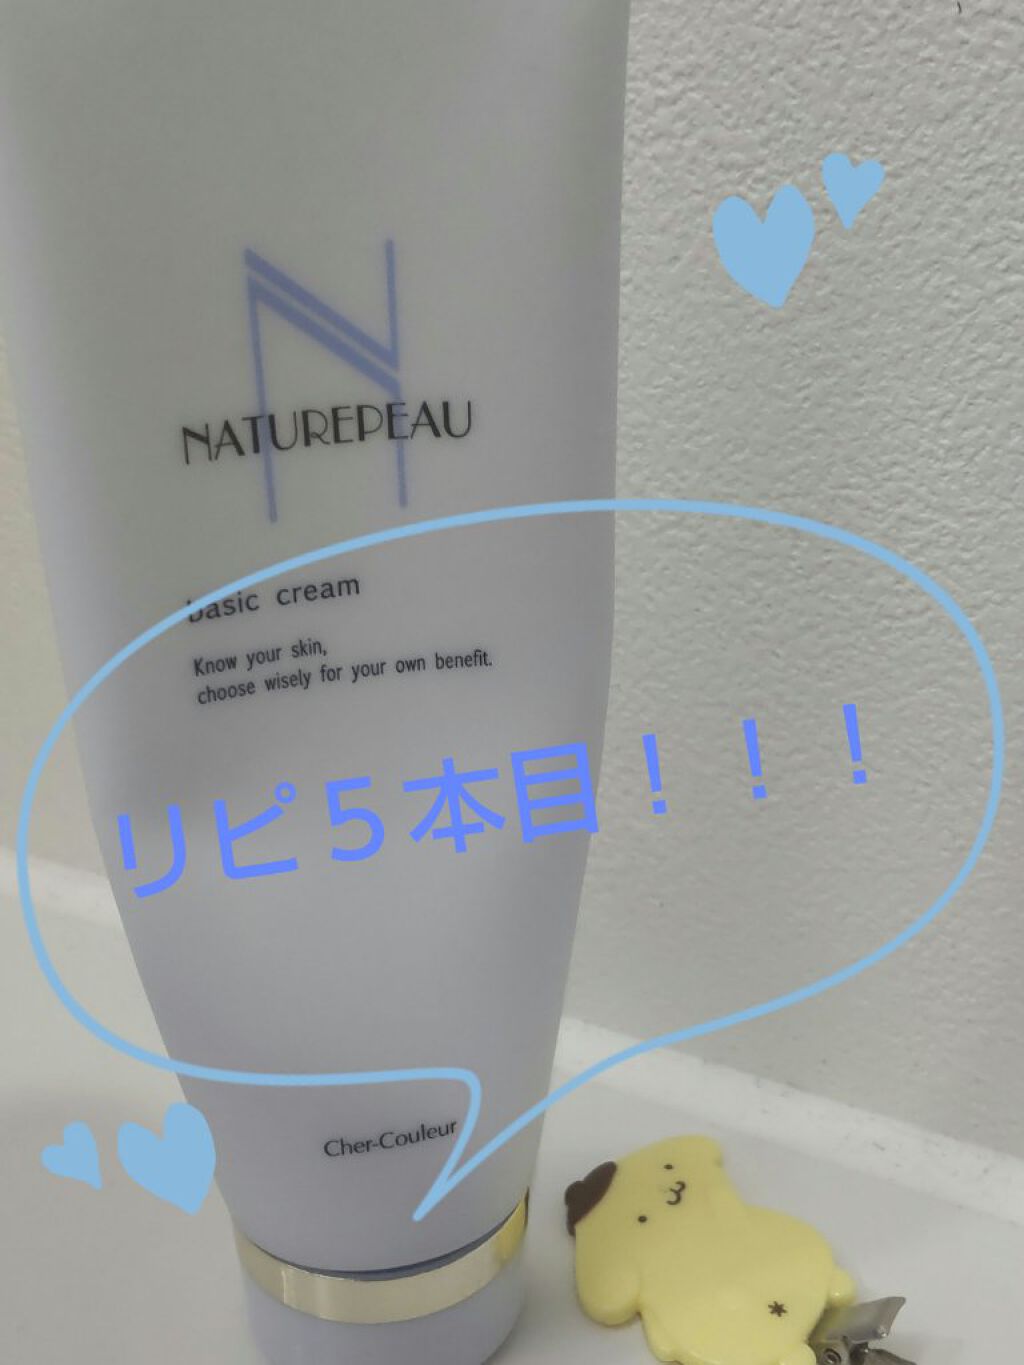 N
NATUREPEAU
basic cream
Know your skin,
choose wisely for your own benefit.
リピ５本目！！！
Cher-Couleur